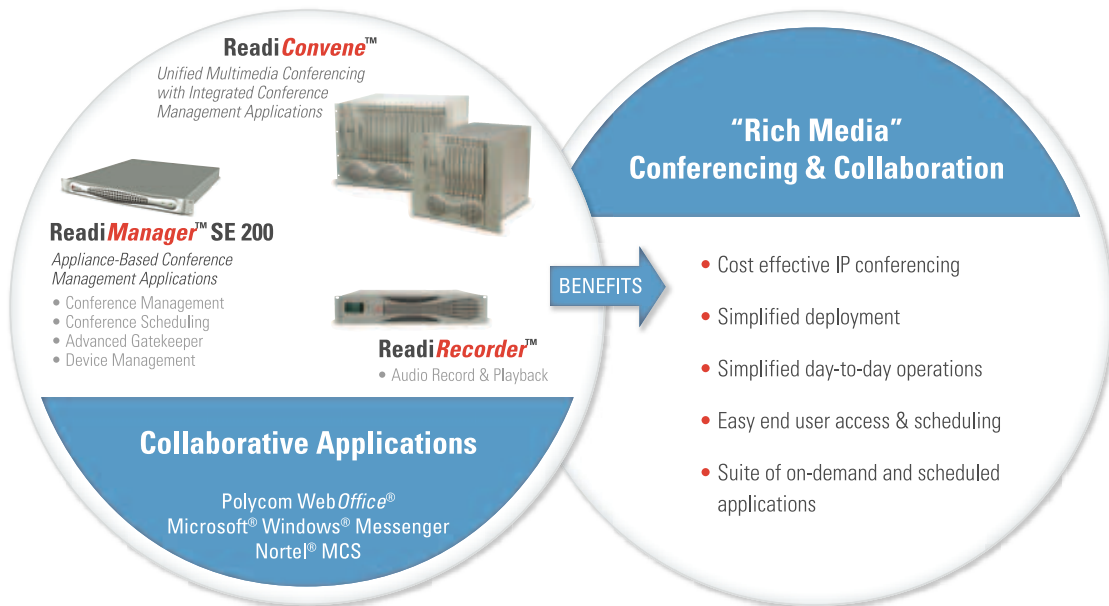 ReadiConvene™
Unified Multimedia Conferencing
with Integrated Conference
Management Applications
ReadiManager™ SE 200
Appliance-Based Conference
Management Applications
• Conference Management
• Conference Scheduling
• Advanced Gatekeeper
• Device Management
ReadiRecorder™
• Audio Record & Playback
Collaborative Applications
Polycom WebOffice®
Microsoft® Windows® Messenger
Nortel® MCS
BENEFITS
“Rich Media”
Conferencing & Collaboration
• Cost effective IP conferencing
• Simplified deployment
• Simplified day-to-day operations
• Easy end user access & scheduling
• Suite of on-demand and scheduled
applications